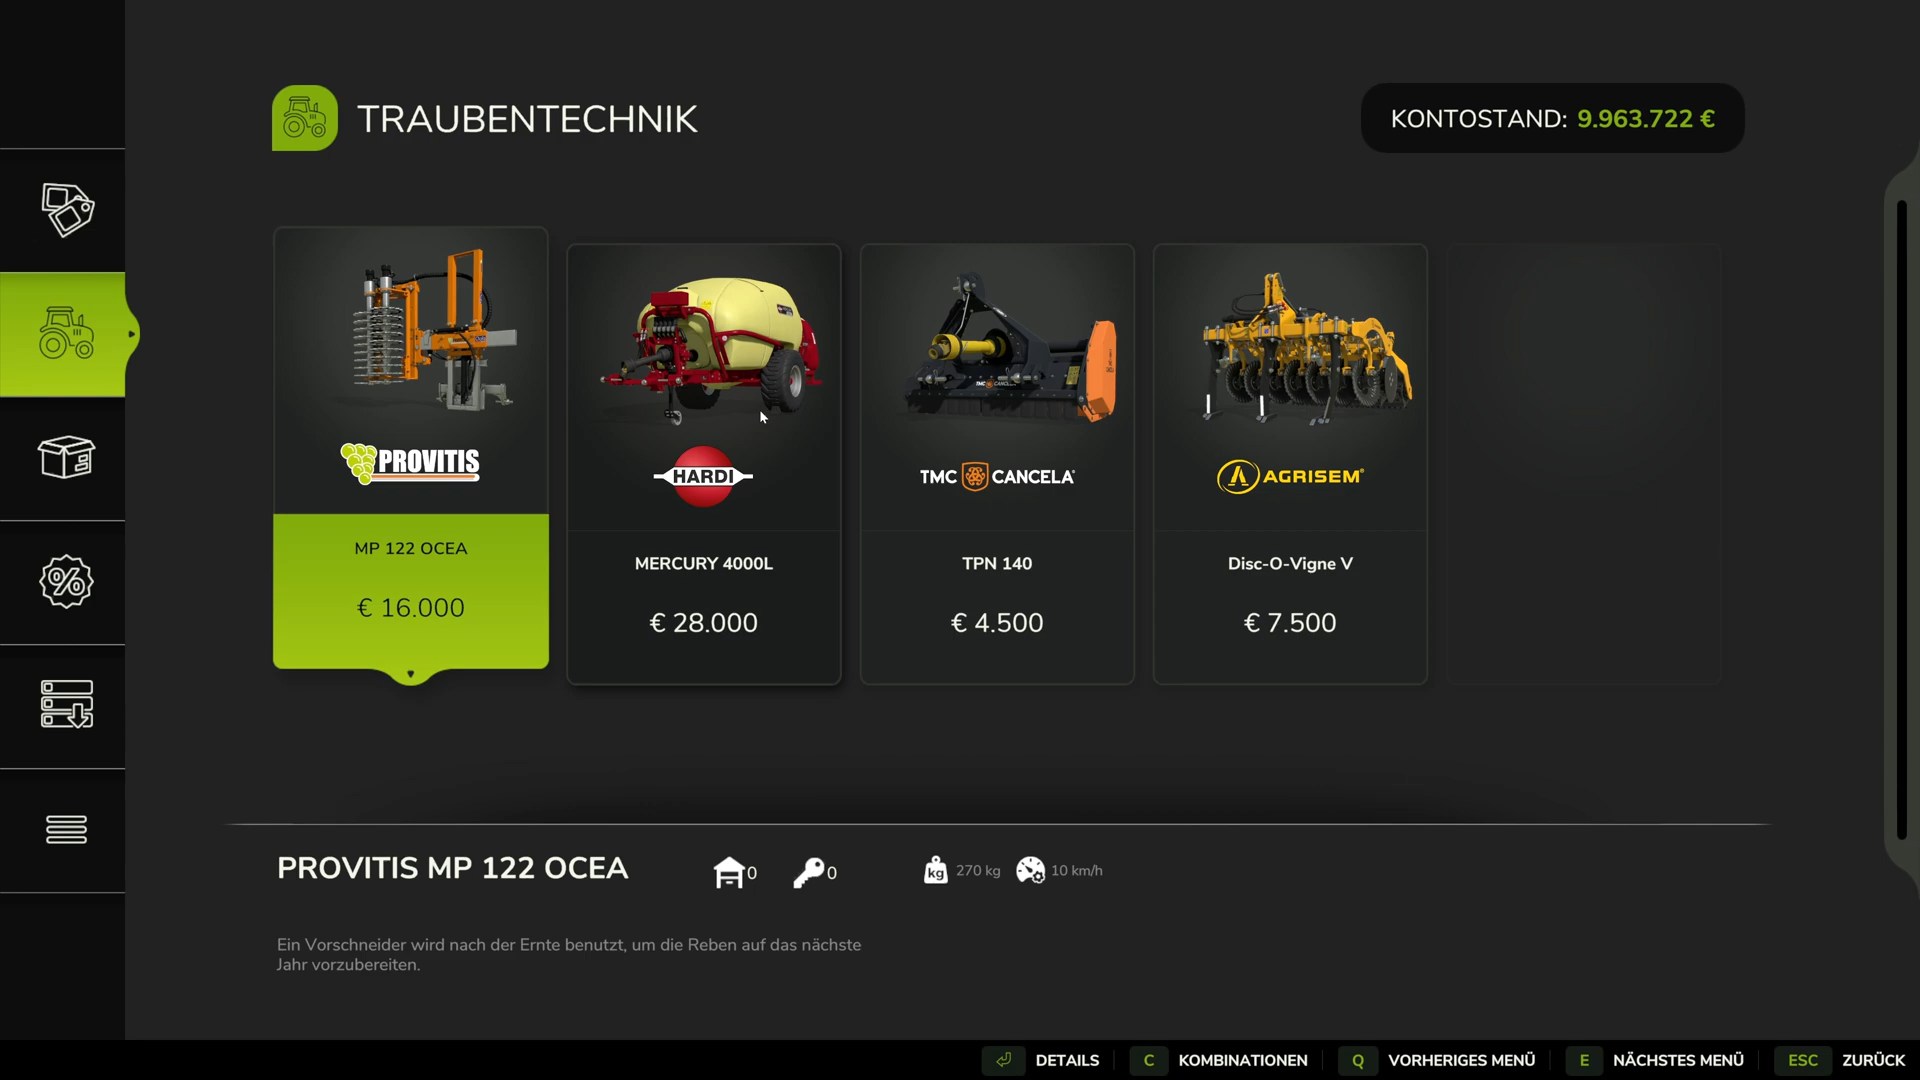 TRAUBENTECHNIK
KONTOSTAND: 9.963.722 €
PROVITIS
HARDI
TMC CANCELA
AGRISEM
MP 122 OCEA
MERCURY 4000L
TPN 140
Disc-O-Vigne V
€ 16.000
€ 28.000
€ 4.500
€ 7.500
PROVITIS MP 122 OCEA
0
0
kg
270 kg
10 km/h
Ein Vorschneider wird nach der Ernte benutzt, um die Reben auf das nächste
Jahr vorzubereiten.
DETAILS
C KOMBINATIONEN
Q VORHERIGES MENÜ
E NÄCHSTES MENÜ
ESC ZURÜCK